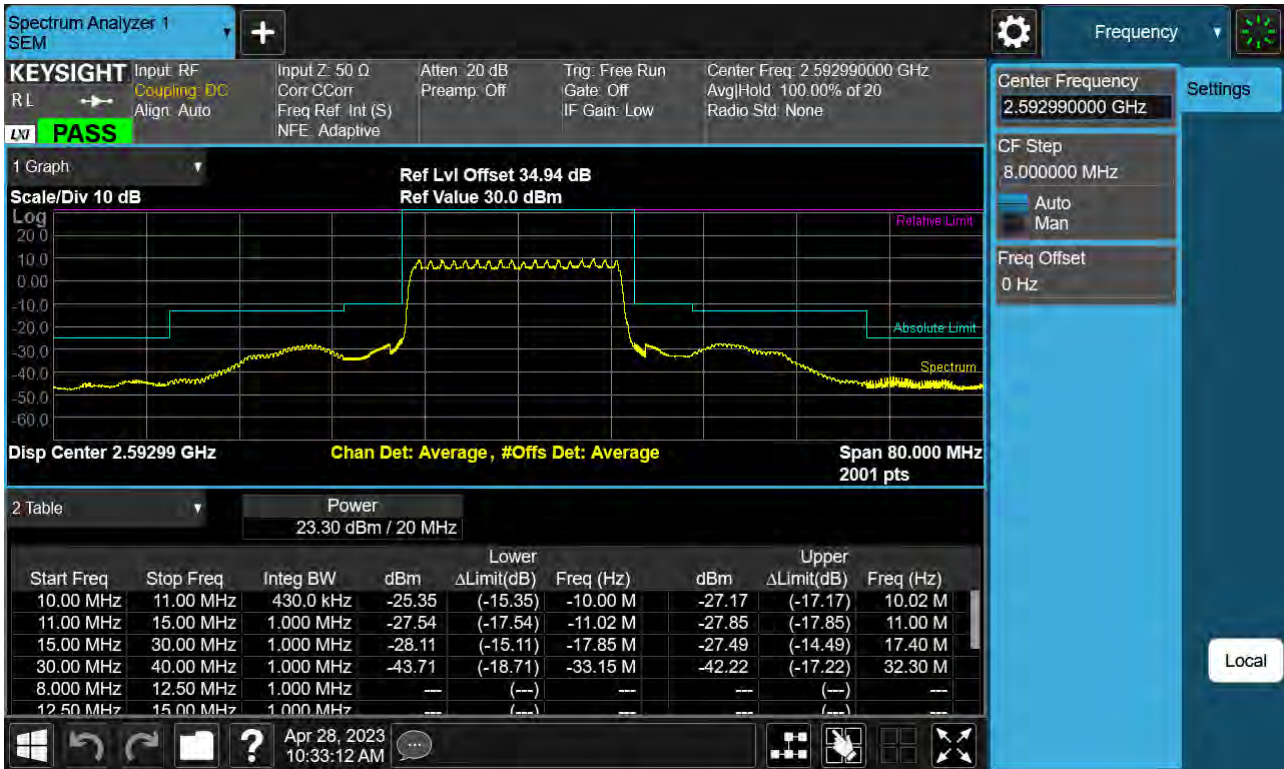 Spectrum Analyzer 1
SEM
+
Frequency
KEYSIGHT
R L
LXI
PASS
Input: RF
Coupling: DC
Align: Auto
Input Z: 50 Ω
Corr CCorr
Freq Ref: Int (S)
NFE: Adaptive
Atten: 20 dB
Preamp: Off
Trig: Free Run
Gate: Off
IF Gain: Low
Center Freq: 2.592990000 GHz
Avg|Hold: 100.00% of 20
Radio Std: None
Center Frequency
2.592990000 GHz
Settings
CF Step
8.000000 MHz
Auto
Man
Freq Offset
0 Hz
Local
1 Graph
Scale/Div 10 dB
Ref Lvl Offset 34.94 dB
Ref Value 30.0 dBm
Log
20.0
10.0
0.00
-10.0
-20.0
-30.0
-40.0
-50.0
-60.0
Relative Limit
Absolute Limit
Spectrum
Disp Center 2.59299 GHz
Chan Det: Average, #Offs Det: Average
Span 80.000 MHz
2001 pts
2 Table
Power
23.30 dBm / 20 MHz
Lower Upper
Start Freq Stop Freq Integ BW dBm ΔLimit(dB) Freq (Hz) dBm ΔLimit(dB) Freq (Hz)
10.00 MHz 11.00 MHz 430.0 kHz -25.35 (-15.35) -10.00 M -27.17 (-17.17) 10.02 M
11.00 MHz 15.00 MHz 1.000 MHz -27.54 (-17.54) -11.02 M -27.85 (-17.85) 11.00 M
15.00 MHz 30.00 MHz 1.000 MHz -28.11 (-15.11) -17.85 M -27.49 (-14.49) 17.40 M
30.00 MHz 40.00 MHz 1.000 MHz -43.71 (-18.71) -33.15 M -42.22 (-17.22) 32.30 M
8.000 MHz 12.50 MHz 1.000 MHz --- (---) --- --- (---) ---
12.50 MHz 15.00 MHz 1.000 MHz --- (---) --- --- (---) ---
?
Apr 28, 2023
10:33:12 AM